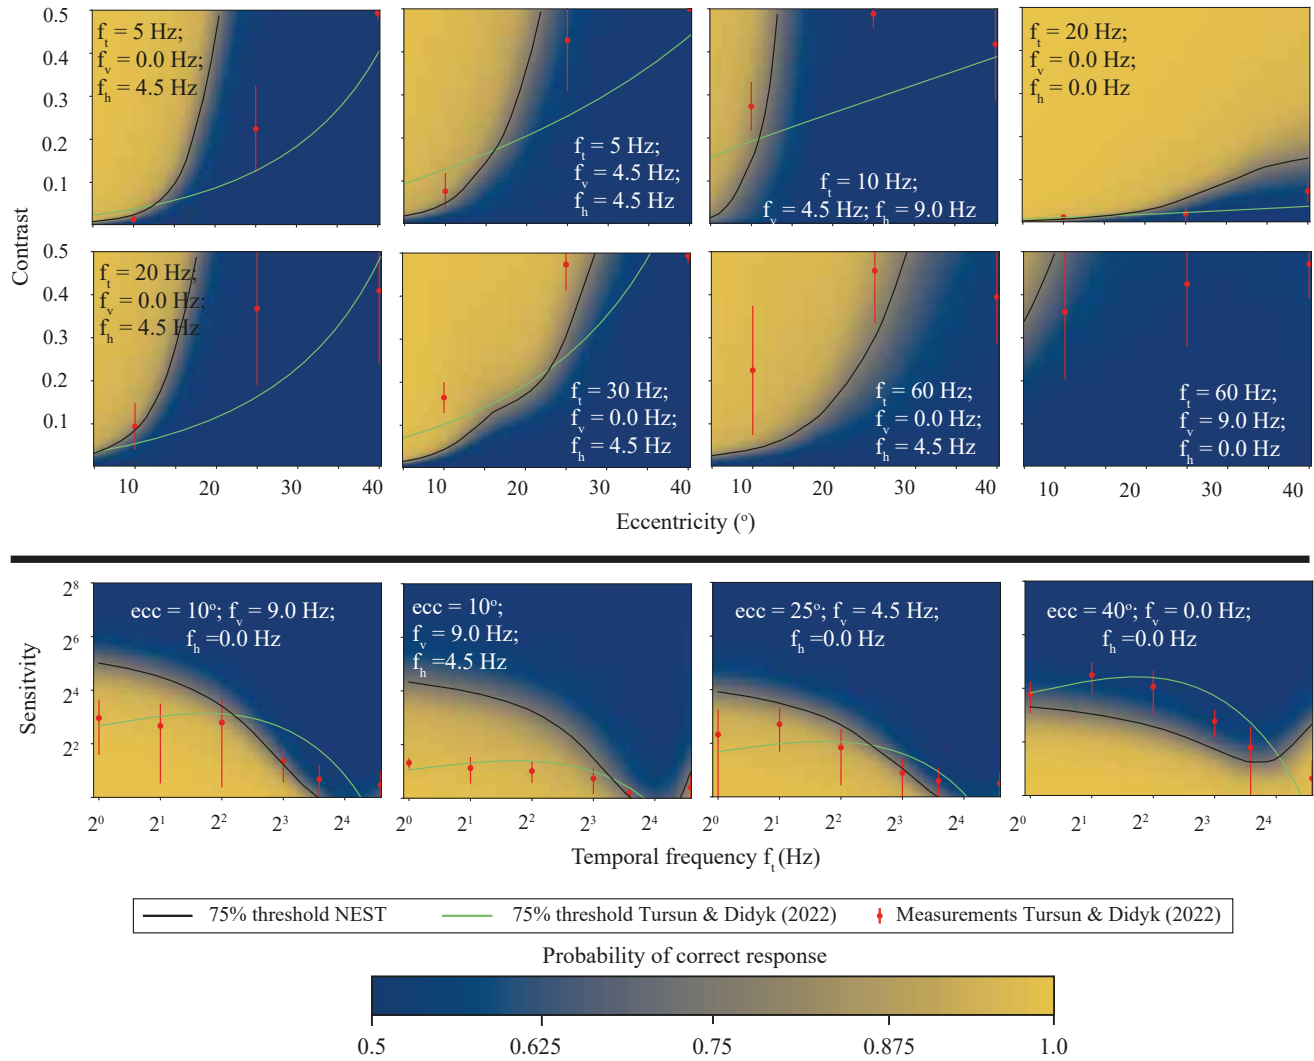 0.5
0.4
0.3
0.2
0.1
f_t = 5 Hz;
f_v = 0.0 Hz;
f_h = 4.5 Hz
f_t = 5 Hz;
f_v = 4.5 Hz;
f_h = 4.5 Hz
f_t = 10 Hz;
f_v = 4.5 Hz; f_h = 9.0 Hz
f_t = 20 Hz;
f_v = 0.0 Hz;
f_h = 0.0 Hz
Contrast
0.5
0.4
0.3
0.2
0.1
f_t = 20 Hz;
f_v = 0.0 Hz;
f_h = 4.5 Hz
f_t = 30 Hz;
f_v = 0.0 Hz;
f_h = 4.5 Hz
f_t = 60 Hz;
f_v = 0.0 Hz;
f_h = 4.5 Hz
f_t = 60 Hz;
f_v = 9.0 Hz;
f_h = 0.0 Hz
10 20 30 40
10 20 30 40
10 20 30 40
10 20 30 40
Eccentricity (°)
2^8
2^6
2^4
2^2
Sensitvity
ecc = 10°; f_v = 9.0 Hz;
f_h =0.0 Hz
ecc = 10°;
f_v = 9.0 Hz;
f_h =4.5 Hz
ecc = 25°; f_v = 4.5 Hz;
f_h =0.0 Hz
ecc = 40°; f_v = 0.0 Hz;
f_h =0.0 Hz
2^0 2^1 2^2 2^3 2^4
2^0 2^1 2^2 2^3 2^4
2^0 2^1 2^2 2^3 2^4
2^0 2^1 2^2 2^3 2^4
Temporal frequency f_t (Hz)
75% threshold NEST
75% threshold Tursun & Didyk (2022)
Measurements Tursun & Didyk (2022)
Probability of correct response
0.5 0.625 0.75 0.875 1.0